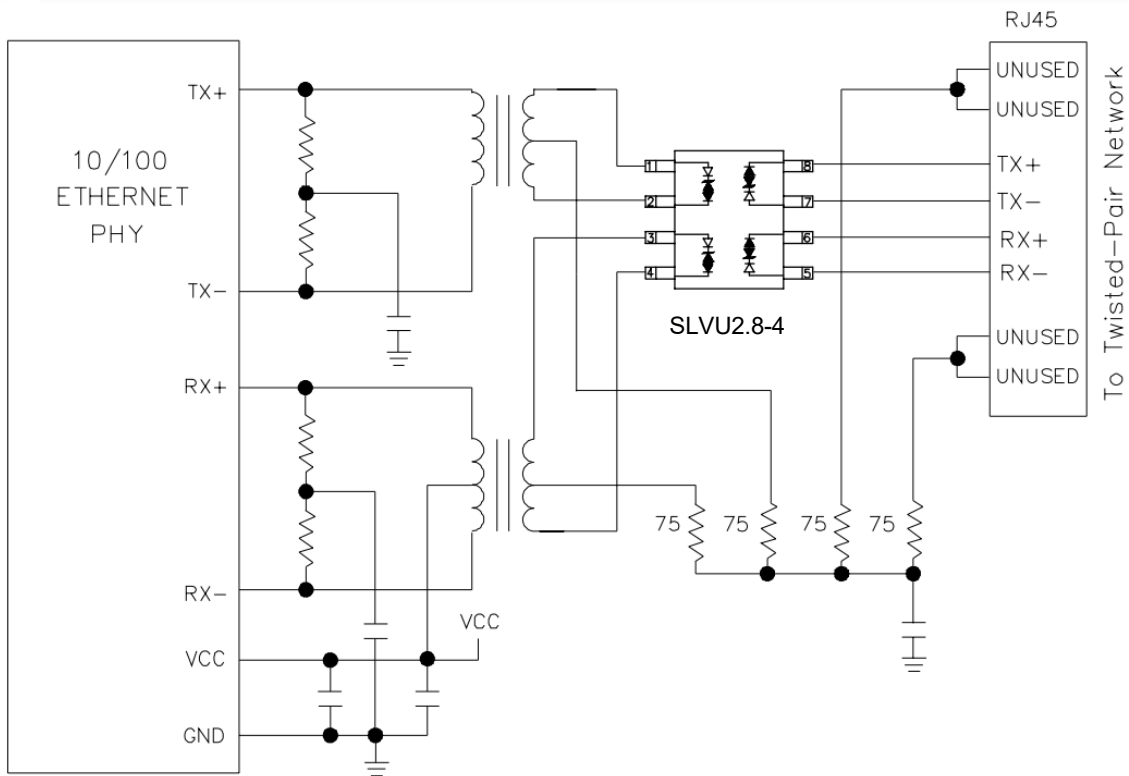 RJ45
10/100
ETHERNET
PHY
TX+
TX–
RX+
RX–
VCC
GND
VCC
1
2
3
4
8
7
6
5
SLVU2.8-4
UNUSED
UNUSED
TX+
TX–
RX+
RX–
UNUSED
UNUSED
To Twisted–Pair Network
75
75
75
75